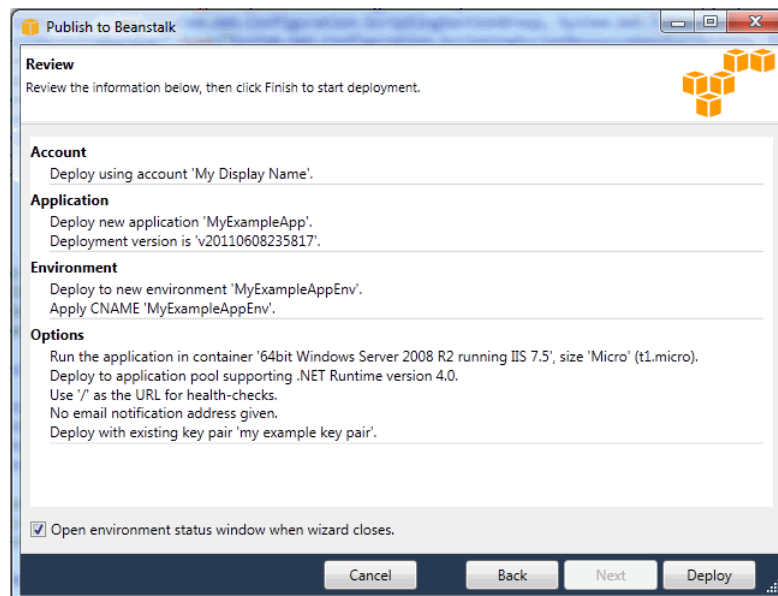 Publish to Beanstalk
Review
Review the information below, then click Finish to start deployment.
Account
Deploy using account 'My Display Name'.
Application
Deploy new application 'MyExampleApp'.
Deployment version is 'v20110608235817'.
Environment
Deploy to new environment 'MyExampleAppEnv'.
Apply CNAME 'MyExampleAppEnv'.
Options
Run the application in container '64bit Windows Server 2008 R2 running IIS 7.5', size 'Micro' (t1.micro).
Deploy to application pool supporting .NET Runtime version 4.0.
Use '/' as the URL for health-checks.
No email notification address given.
Deploy with existing key pair 'my example key pair'.
Open environment status window when wizard closes.
Cancel Back Next Deploy